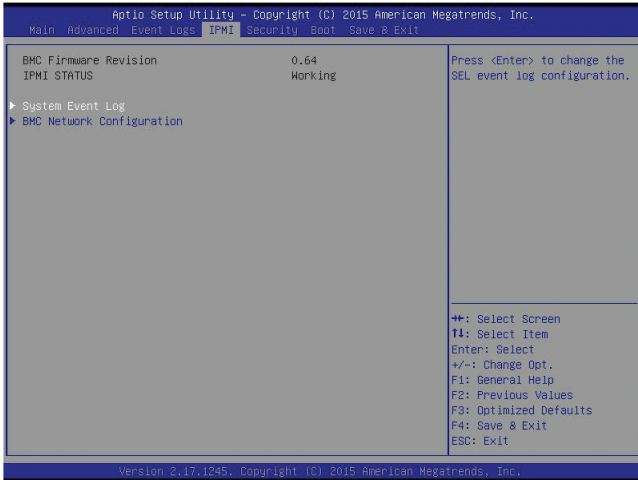 Aptio Setup Utility – Copyright (C) 2015 American Megatrends, Inc.
Main Advanced Event Logs IPMI Security Boot Save & Exit
BMC Firmware Revision 0.64
IPMI STATUS Working
▶ System Event Log
▶ BMC Network Configuration
Press <Enter> to change the
SEL event log configuration.
→←: Select Screen
↑↓: Select Item
Enter: Select
+/-: Change Opt.
F1: General Help
F2: Previous Values
F3: Optimized Defaults
F4: Save & Exit
ESC: Exit
Version 2.17.1245. Copyright (C) 2015 American Megatrends, Inc.